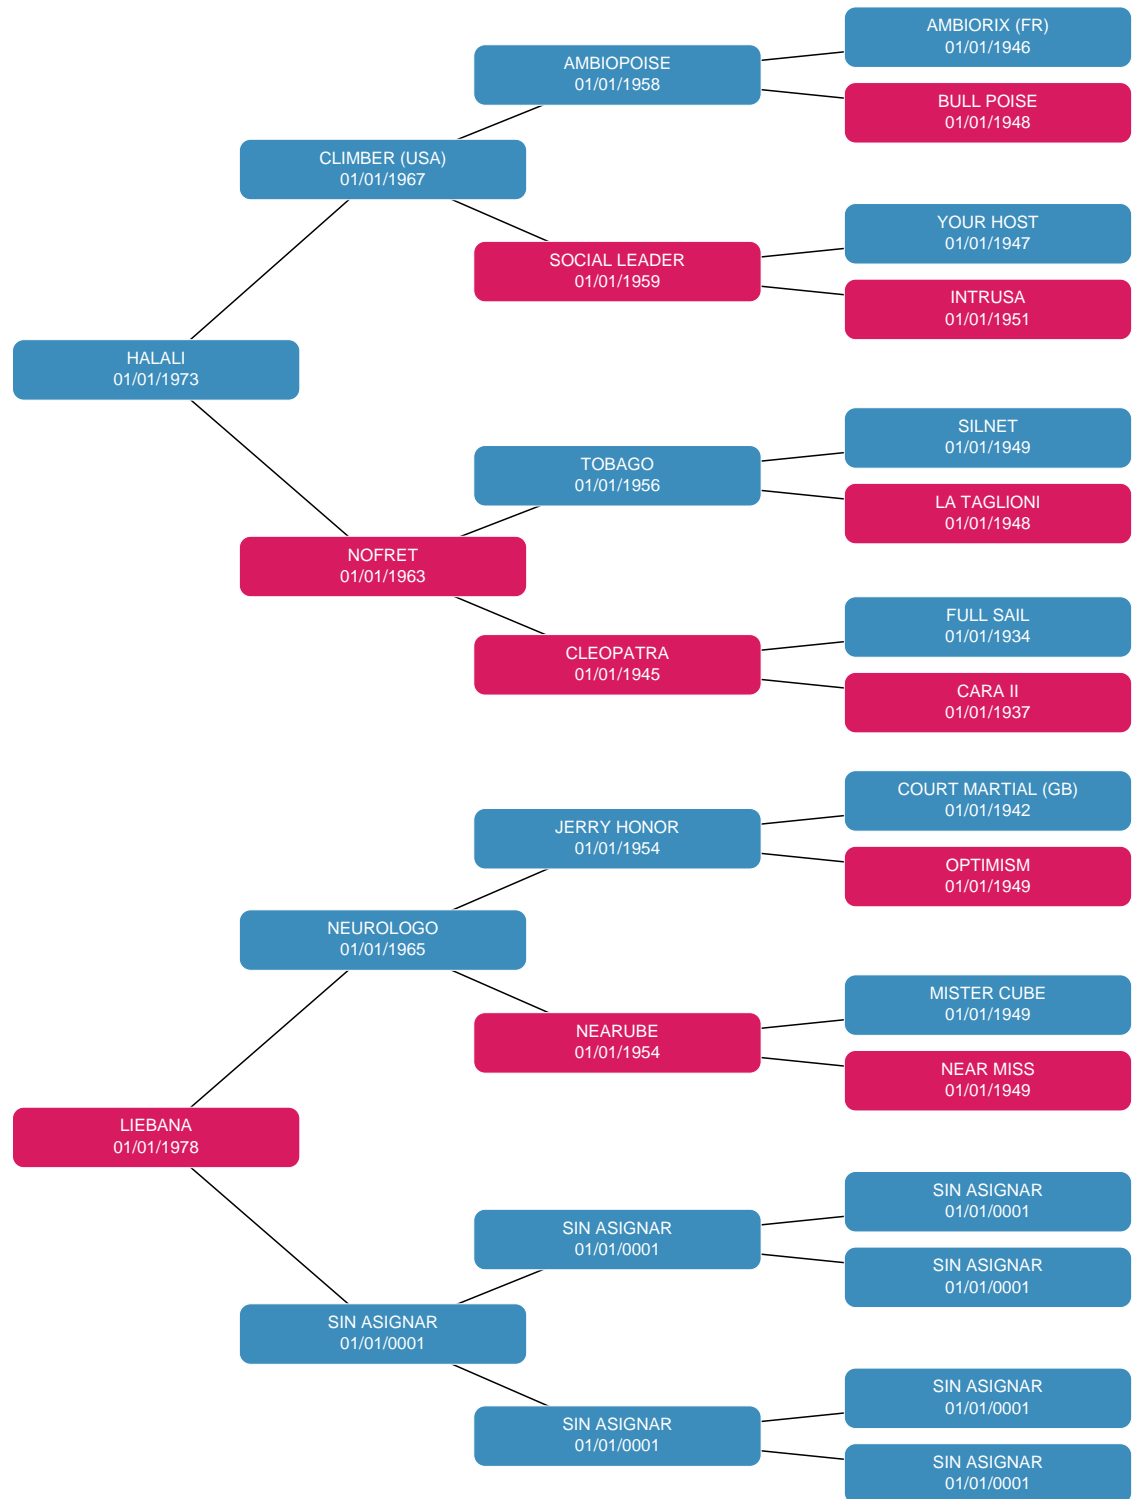 AMBIORIX (FR)
01/01/1946
AMBIOPOISE
01/01/1958
BULL POISE
01/01/1948
CLIMBER (USA)
01/01/1967
YOUR HOST
01/01/1947
SOCIAL LEADER
01/01/1959
INTRUSA
01/01/1951
HALALI
01/01/1973
SILNET
01/01/1949
TOBAGO
01/01/1956
LA TAGLIONI
01/01/1948
NOFRET
01/01/1963
FULL SAIL
01/01/1934
CLEOPATRA
01/01/1945
CARA II
01/01/1937
COURT MARTIAL (GB)
01/01/1942
JERRY HONOR
01/01/1954
OPTIMISM
01/01/1949
NEUROLOGO
01/01/1965
MISTER CUBE
01/01/1949
NEARUBE
01/01/1954
NEAR MISS
01/01/1949
LIEBANA
01/01/1978
SIN ASIGNAR
01/01/0001
SIN ASIGNAR
01/01/0001
SIN ASIGNAR
01/01/0001
SIN ASIGNAR
01/01/0001
SIN ASIGNAR
01/01/0001
SIN ASIGNAR
01/01/0001
SIN ASIGNAR
01/01/0001